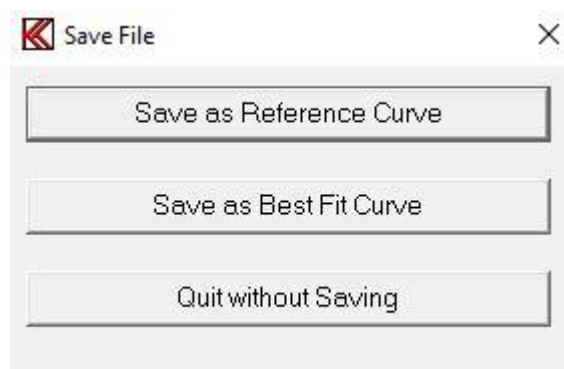 Save File
Save as Reference Curve
Save as Best Fit Curve
Quit without Saving